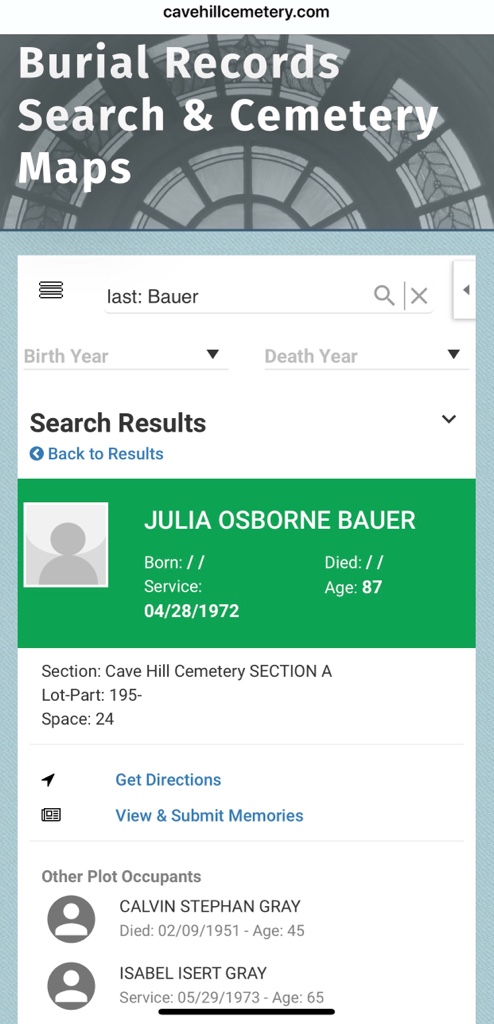 cavehillcemetery.com
Burial Records
Search & Cemetery
Maps
last: Bauer
Birth Year
Death Year
Search Results
Back to Results
JULIA OSBORNE BAUER
Born: / /
Died: / /
Service:
Age: 87
04/28/1972
Section: Cave Hill Cemetery SECTION A
Lot-Part: 195-
Space: 24
Get Directions
View & Submit Memories
Other Plot Occupants
CALVIN STEPHAN GRAY
Died: 02/09/1951 - Age: 45
ISABEL ISERT GRAY
Service: 05/29/1973 - Age: 65